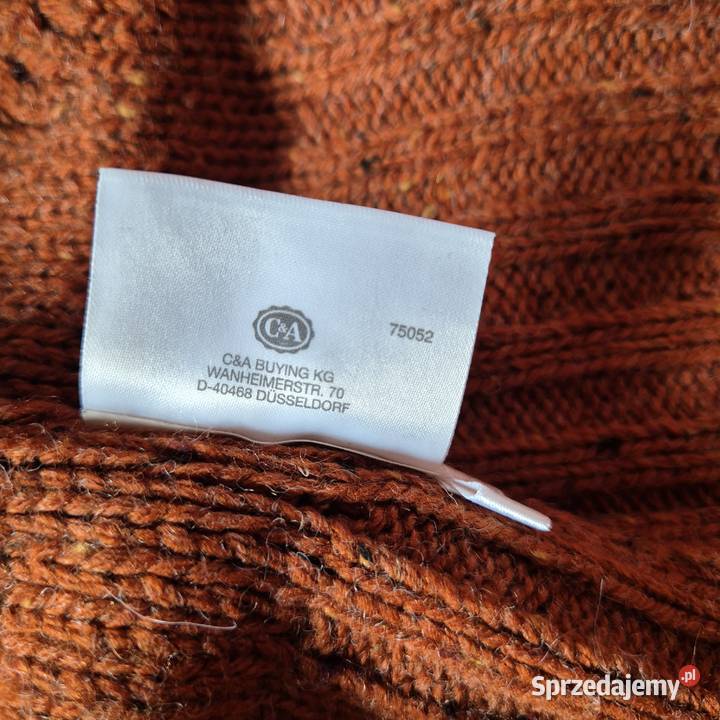 C&A
75052
C&A BUYING KG
WANHEIMERSTR. 70
D-40468 DÜSSELDORF
Sprzedajemy.pl